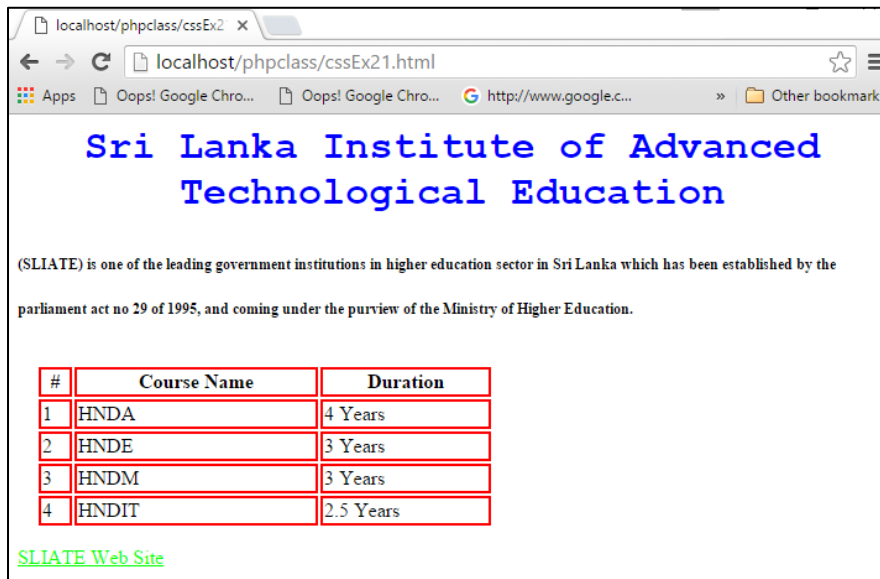 localhost/phpclass/cssEx2
localhost/phpclass/cssEx21.html
Apps Oops! Google Chro... Oops! Google Chro... http://www.google.c... » Other bookmark
Sri Lanka Institute of Advanced
Technological Education
(SLIATE) is one of the leading government institutions in higher education sector in Sri Lanka which has been established by the
parliament act no 29 of 1995, and coming under the purview of the Ministry of Higher Education.
# Course Name Duration
1 HNDA 4 Years
2 HNDE 3 Years
3 HNDM 3 Years
4 HNDIT 2.5 Years
SLIATE Web Site